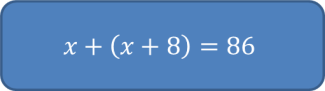 x + (x + 8) = 86